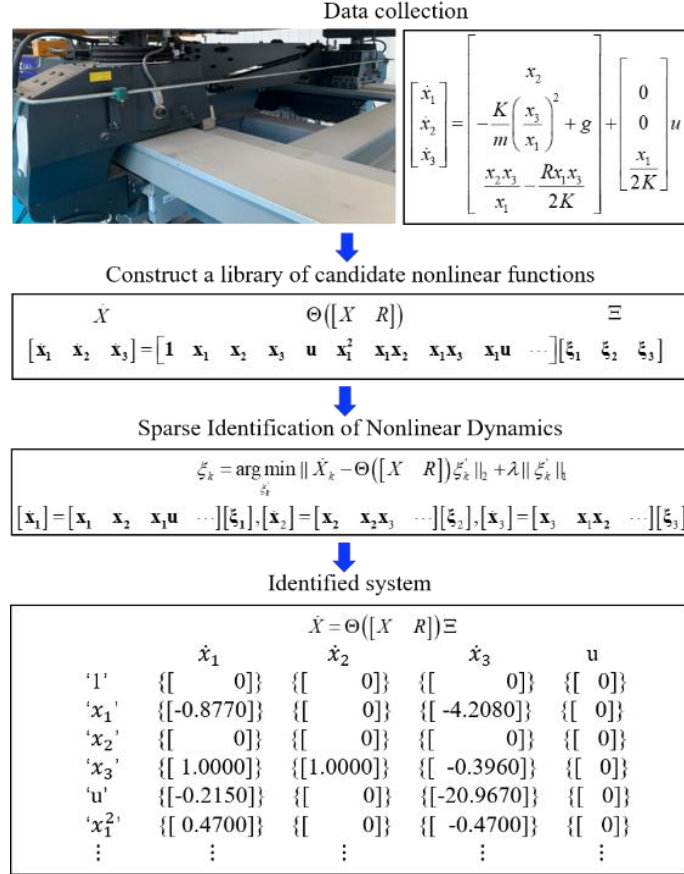 Data collection
[ẋ₁ ẋ₂ ẋ₃] = [x₂  -K/m (x₃/x₁)² + g  x₂x₃/x₁ - Rx₁x₃/2K] + [0 0 x₁/2K] u
Construct a library of candidate nonlinear functions
Ẋ Θ([X R]) Ξ
[ẋ₁ ẋ₂ ẋ₃] = [1 x₁ x₂ x₃ u x₁² x₁x₂ x₁x₃ x₁u ⋯][ξ₁ ξ₂ ξ₃]
Sparse Identification of Nonlinear Dynamics
ξₖ = arg min ‖ Ẋₖ − Θ([X R])ξ'ₖ ‖₂ + λ ‖ ξ'ₖ ‖₁
ξ'ₖ
[ẋ₁] = [x₁ x₂ x₁u ⋯][ξ₁], [ẋ₂] = [x₂ x₂x₃ ⋯][ξ₂], [ẋ₃] = [x₃ x₁x₂ ⋯][ξ₃]
Identified system
Ẋ = Θ([X R])Ξ
ẋ₁ ẋ₂ ẋ₃ u
‘1’ {[ 0]} {[ 0]} {[ 0]} {[ 0]}
‘x₁’ {[-0.8770]} {[ 0]} {[ -4.2080]} {[ 0]}
‘x₂’ {[ 0]} {[ 0]} {[ 0]} {[ 0]}
‘x₃’ {[ 1.0000]} {[1.0000]} {[ -0.3960]} {[ 0]}
‘u’ {[-0.2150]} {[ 0]} {[-20.9670]} {[ 0]}
‘x₁²’ {[ 0.4700]} {[ 0]} {[ -0.4700]} {[ 0]}
⋮ ⋮ ⋮ ⋮ ⋮